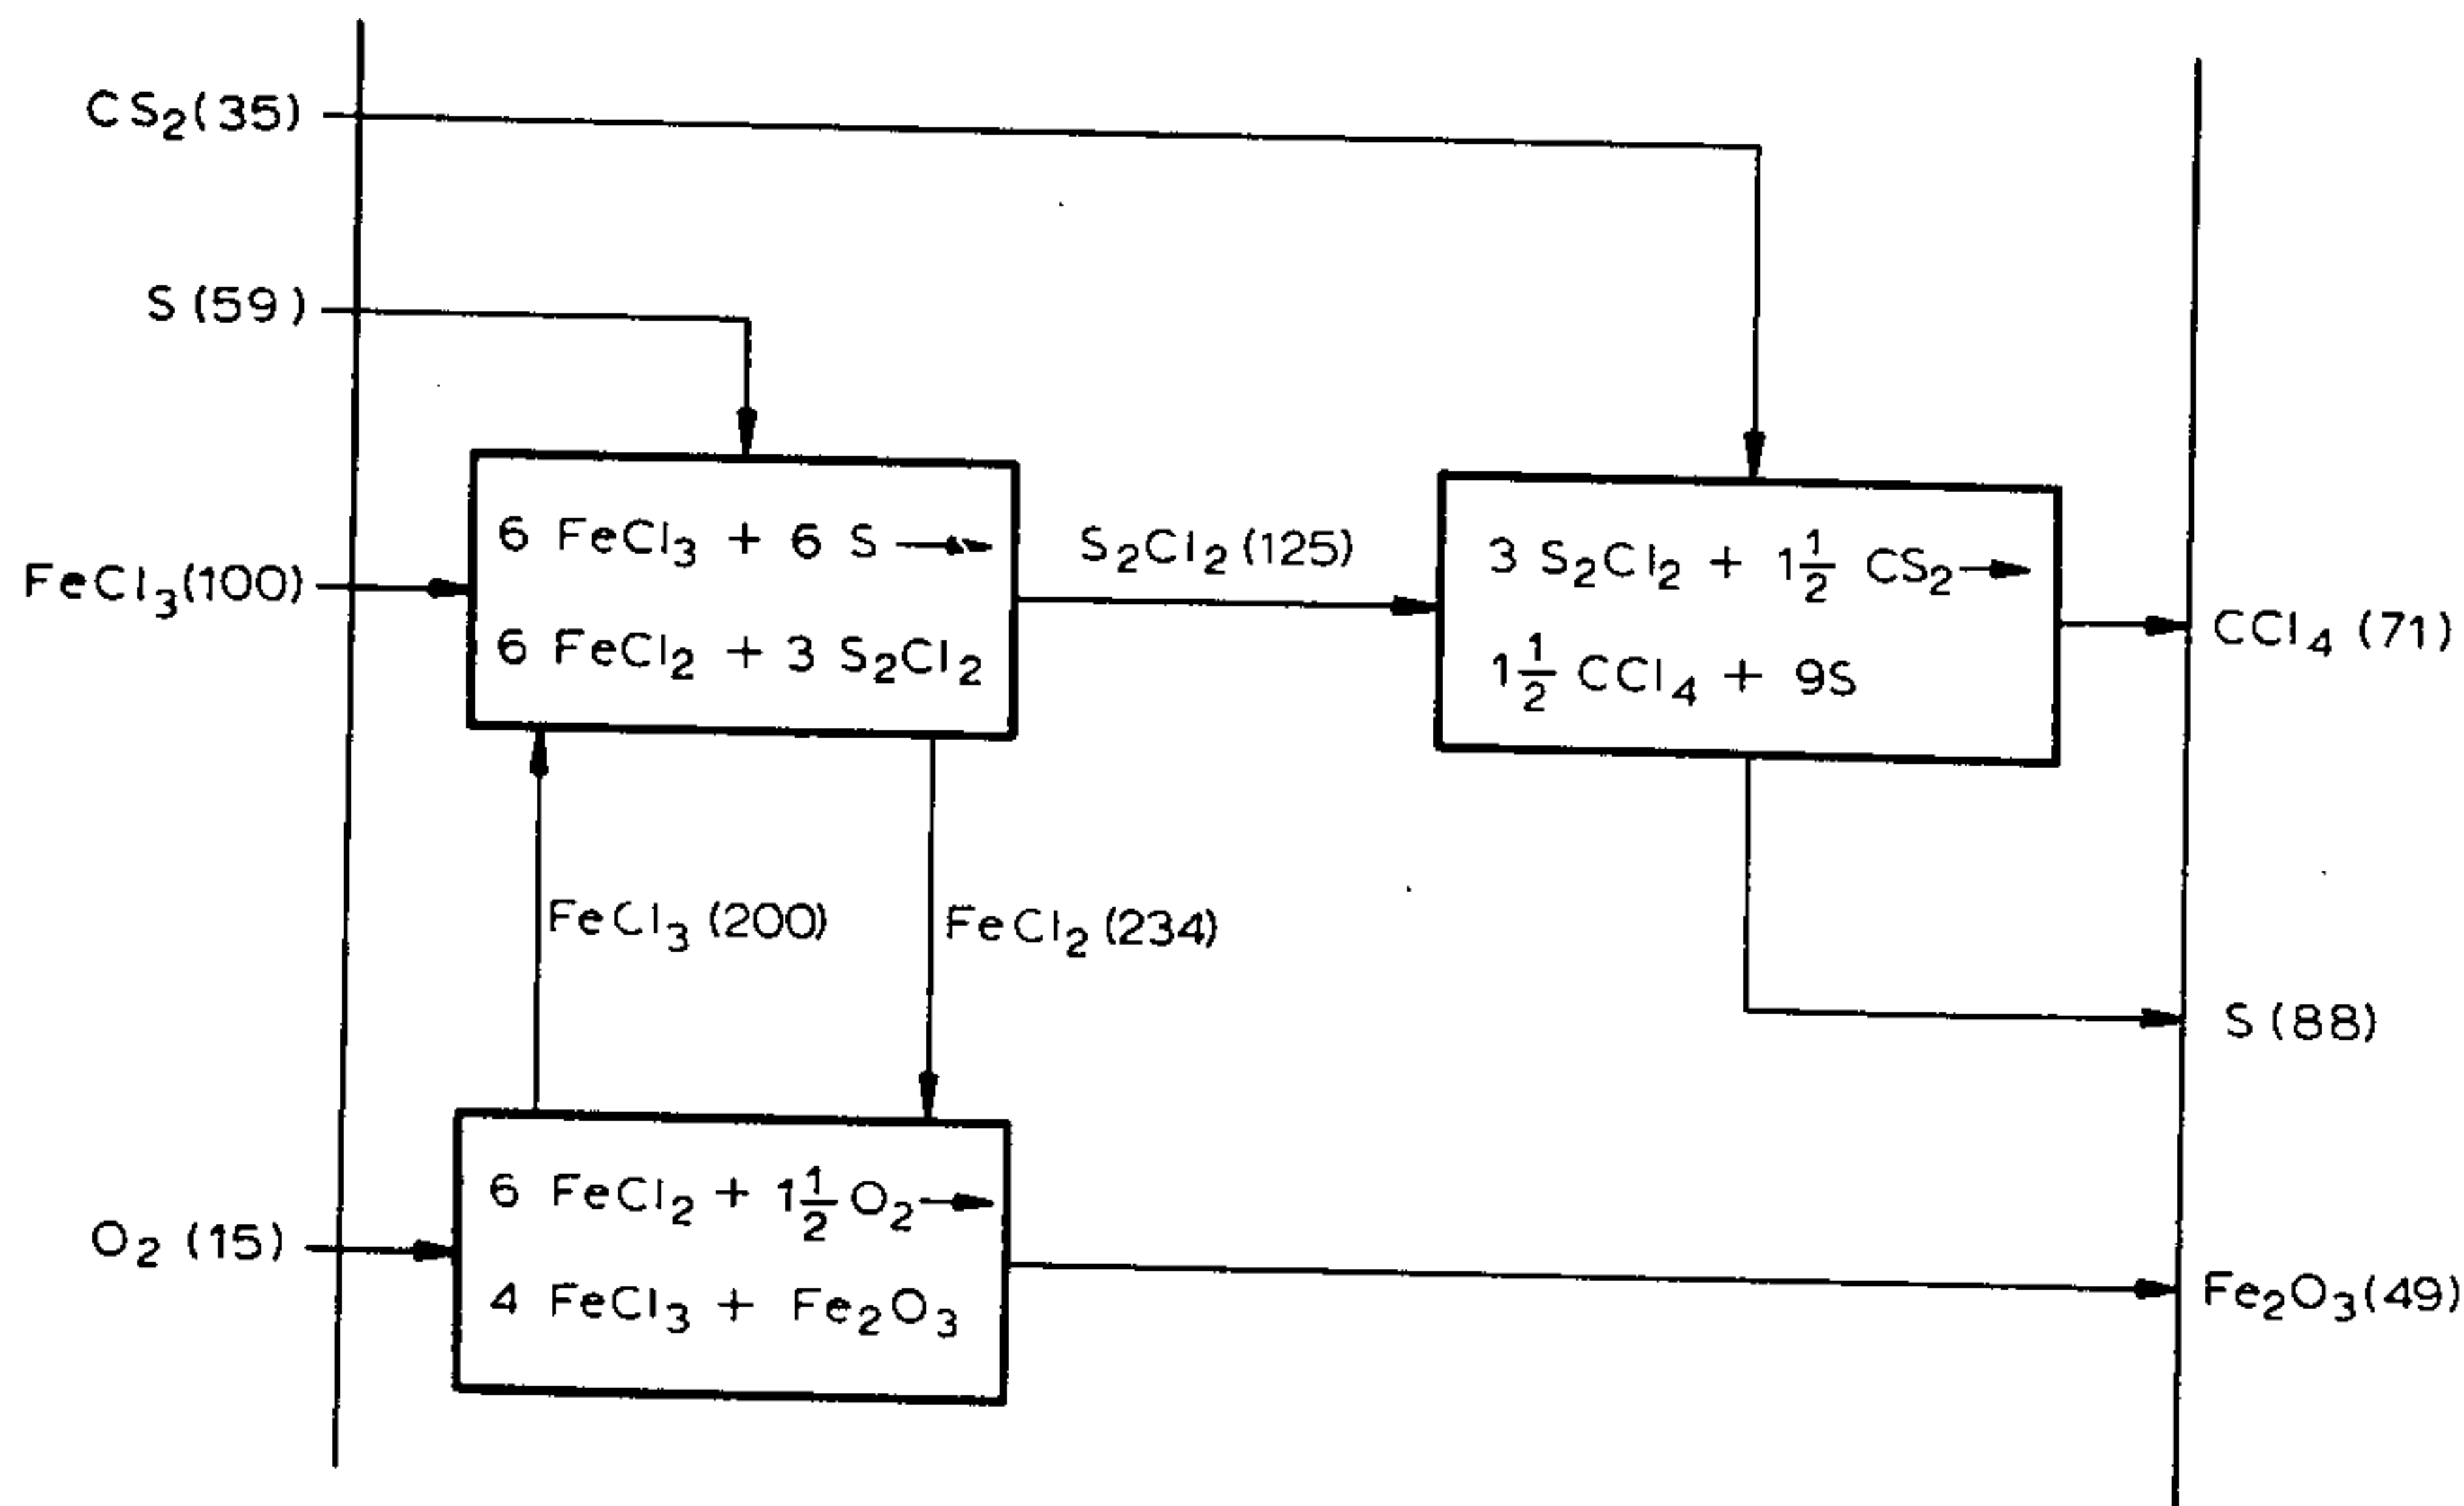 CS₂(35)
S(59)
FeCl₃(100)
6 FeCl₃ + 6 S →
6 FeCl₂ + 3 S₂Cl₂
S₂Cl₂(125)
3 S₂Cl₂ + 1½ CS₂ →
1½ CCl₄ + 9S
CCl₄(71)
FeCl₃(200)
FeCl₂(234)
S(88)
O₂(15)
6 FeCl₂ + 1½ O₂ →
4 FeCl₃ + Fe₂O₃
Fe₂O₃(49)